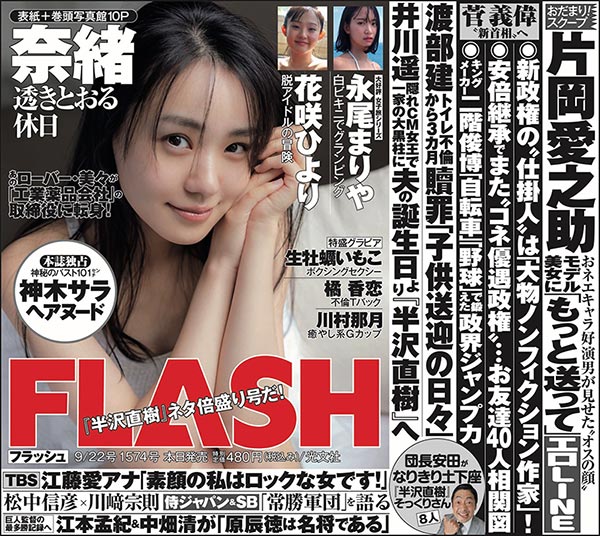 表紙+巻頭写真館10P
奈緒
透きとおる
休日
あのローバー・美々が
「工業薬品会社」の
取締役に転身!
本誌独占
神秘のバスト101センチ
神木サラ
ヘアヌード
大好評 女子旅シリーズ
永尾まりや
白ビキニでグランピング
花咲ひより
脱アイドルの冒険
特盛グラビア
生牡蠣いもこ
ボクシングセクシー
橘 香恋
不倫Tバック
川村那月
癒やし系Gカップ
『半沢直樹』ネタ倍盛り号だ!
FLASH
フラッシュ
9/22号 1574号 本日発売 特別定価480円(税込み)/光文社
おだまり!スクープ
片岡愛之助
おネエキャラ好演男が見せた“オスの顔”
モデル美女に「もっと送って」エロLINE
菅義偉
“新首相”へ
●新政権の“仕掛人”は「大物ノンフィクション作家」!
●安倍継承でまた“コネ優遇政権”…お友達40人相関図
●キングメーカー二階俊博「自転車」「野球」で鍛えた政界ジャンプ力
渡部建 トイレ不倫から3カ月 贖罪「子供送迎の日々」
井川遥 隠れCM女王で一家の大黒柱に 夫の誕生日より『半沢直樹』へ
団長安田が
なりきり土下座
「半沢直樹」
そっくりさん
8人
TBS 江藤愛アナ「素顔の私はロックな女です!」
松中信彦×川﨑宗則 侍ジャパン&SB「常勝軍団」を語る
巨人監督の最多勝記録へ 江本孟紀&中畑清が「原辰徳は名将である」